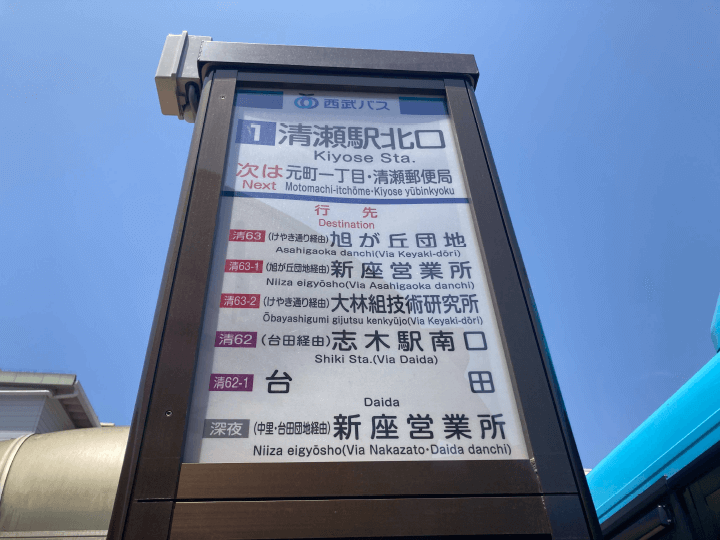 西武バス
1 清瀬駅北口
Kiyose Sta.
次は 元町一丁目・清瀬郵便局
Next Motomachi-itchōme・Kiyose yūbinkyoku
行先
Destination
清63 (けやき通り経由) 旭が丘団地
Asahigaoka danchi(Via Keyaki-dōri)
清63-1 (旭が丘団地経由) 新座営業所
Niiza eigyōsho(Via Asahigaoka danchi)
清63-2 (けやき通り経由) 大林組技術研究所
Ōbayashigumi gijutsu kenkyūjo(Via Keyaki-dōri)
清62 (台田経由) 志木駅南口
Shiki Sta.(Via Daida)
清62-1 台田
Daida
深夜 (中里・台田団地経由) 新座営業所
Niiza eigyōsho(Via Nakazato・Daida danchi)